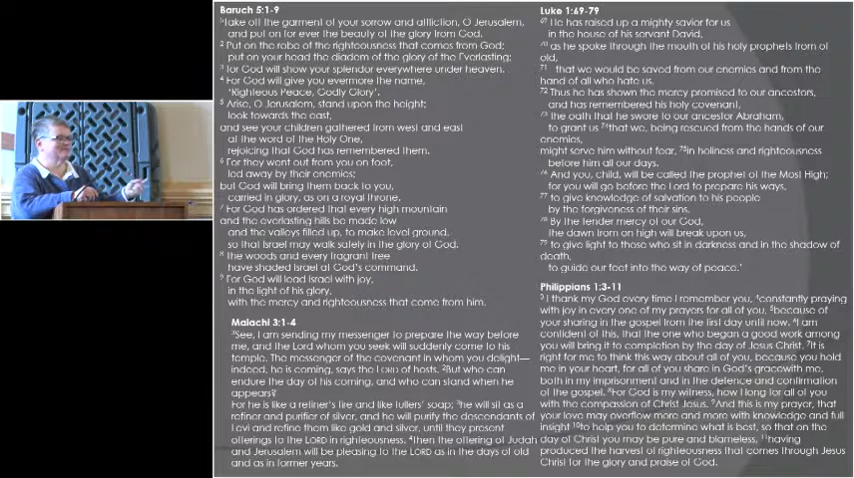 Baruch 5:1-9
¹Take off the garment of your sorrow and affliction, O Jerusalem,
and put on for ever the beauty of the glory from God.
² Put on the robe of the righteousness that comes from God;
put on your head the diadem of the glory of the Everlasting;
³ for God will show your splendor everywhere under heaven.
⁴ For God will give you evermore the name,
'Righteous Peace, Godly Glory'.
⁵ Arise, O Jerusalem, stand upon the height;
look towards the east,
and see your children gathered from west and east
at the word of the Holy One,
rejoicing that God has remembered them.
⁶ For they went out from you on foot,
led away by their enemies;
but God will bring them back to you,
carried in glory, as on a royal throne.
⁷ For God has ordered that every high mountain
and the everlasting hills be made low
and the valleys filled up, to make level ground,
so that Israel may walk safely in the glory of God.
⁸ The woods and every fragrant tree
have shaded Israel at God's command.
⁹ For God will lead Israel with joy,
in the light of his glory,
with the mercy and righteousness that come from him.
Malachi 3:1-4
³See, I am sending my messenger to prepare the way before
me, and the Lord whom you seek will suddenly come to his
temple. The messenger of the covenant in whom you delight—
indeed, he is coming, says the LORD of hosts. ²But who can
endure the day of his coming, and who can stand when he
appears?
For he is like a refiner's fire and like fullers' soap; ³he will sit as a
refiner and purifier of silver, and he will purify the descendants of
Levi and refine them like gold and silver, until they present
offerings to the LORD in righteousness. ⁴Then the offering of Judah
and Jerusalem will be pleasing to the LORD as in the days of old
and as in former years.
Luke 1:69-79
⁶⁹ He has raised up a mighty savior for us
in the house of his servant David,
⁷⁰ as he spoke through the mouth of his holy prophets from of
old,
⁷¹ that we would be saved from our enemies and from the
hand of all who hate us.
⁷² Thus he has shown the mercy promised to our ancestors,
and has remembered his holy covenant,
⁷³ the oath that he swore to our ancestor Abraham,
to grant us ⁷⁴that we, being rescued from the hands of our
enemies,
might serve him without fear, ⁷⁵in holiness and righteousness
before him all our days.
⁷⁶ And you, child, will be called the prophet of the Most High;
for you will go before the Lord to prepare his ways,
⁷⁷ to give knowledge of salvation to his people
by the forgiveness of their sins.
⁷⁸ By the tender mercy of our God,
the dawn from on high will break upon us,
⁷⁹ to give light to those who sit in darkness and in the shadow of
death,
to guide our feet into the way of peace.'
Philippians 1:3-11
³ I thank my God every time I remember you, ⁴constantly praying
with joy in every one of my prayers for all of you, ⁵because of
your sharing in the gospel from the first day until now. ⁶I am
confident of this, that the one who began a good work among
you will bring it to completion by the day of Jesus Christ. ⁷It is
right for me to think this way about all of you, because you hold
me in your heart, for all of you share in God's gracewith me,
both in my imprisonment and in the defence and confirmation
of the gospel. ⁸For God is my witness, how I long for all of you
with the compassion of Christ Jesus. ⁹And this is my prayer, that
your love may overflow more and more with knowledge and full
insight ¹⁰to help you to determine what is best, so that on the
day of Christ you may be pure and blameless, ¹¹having
produced the harvest of righteousness that comes through Jesus
Christ for the glory and praise of God.